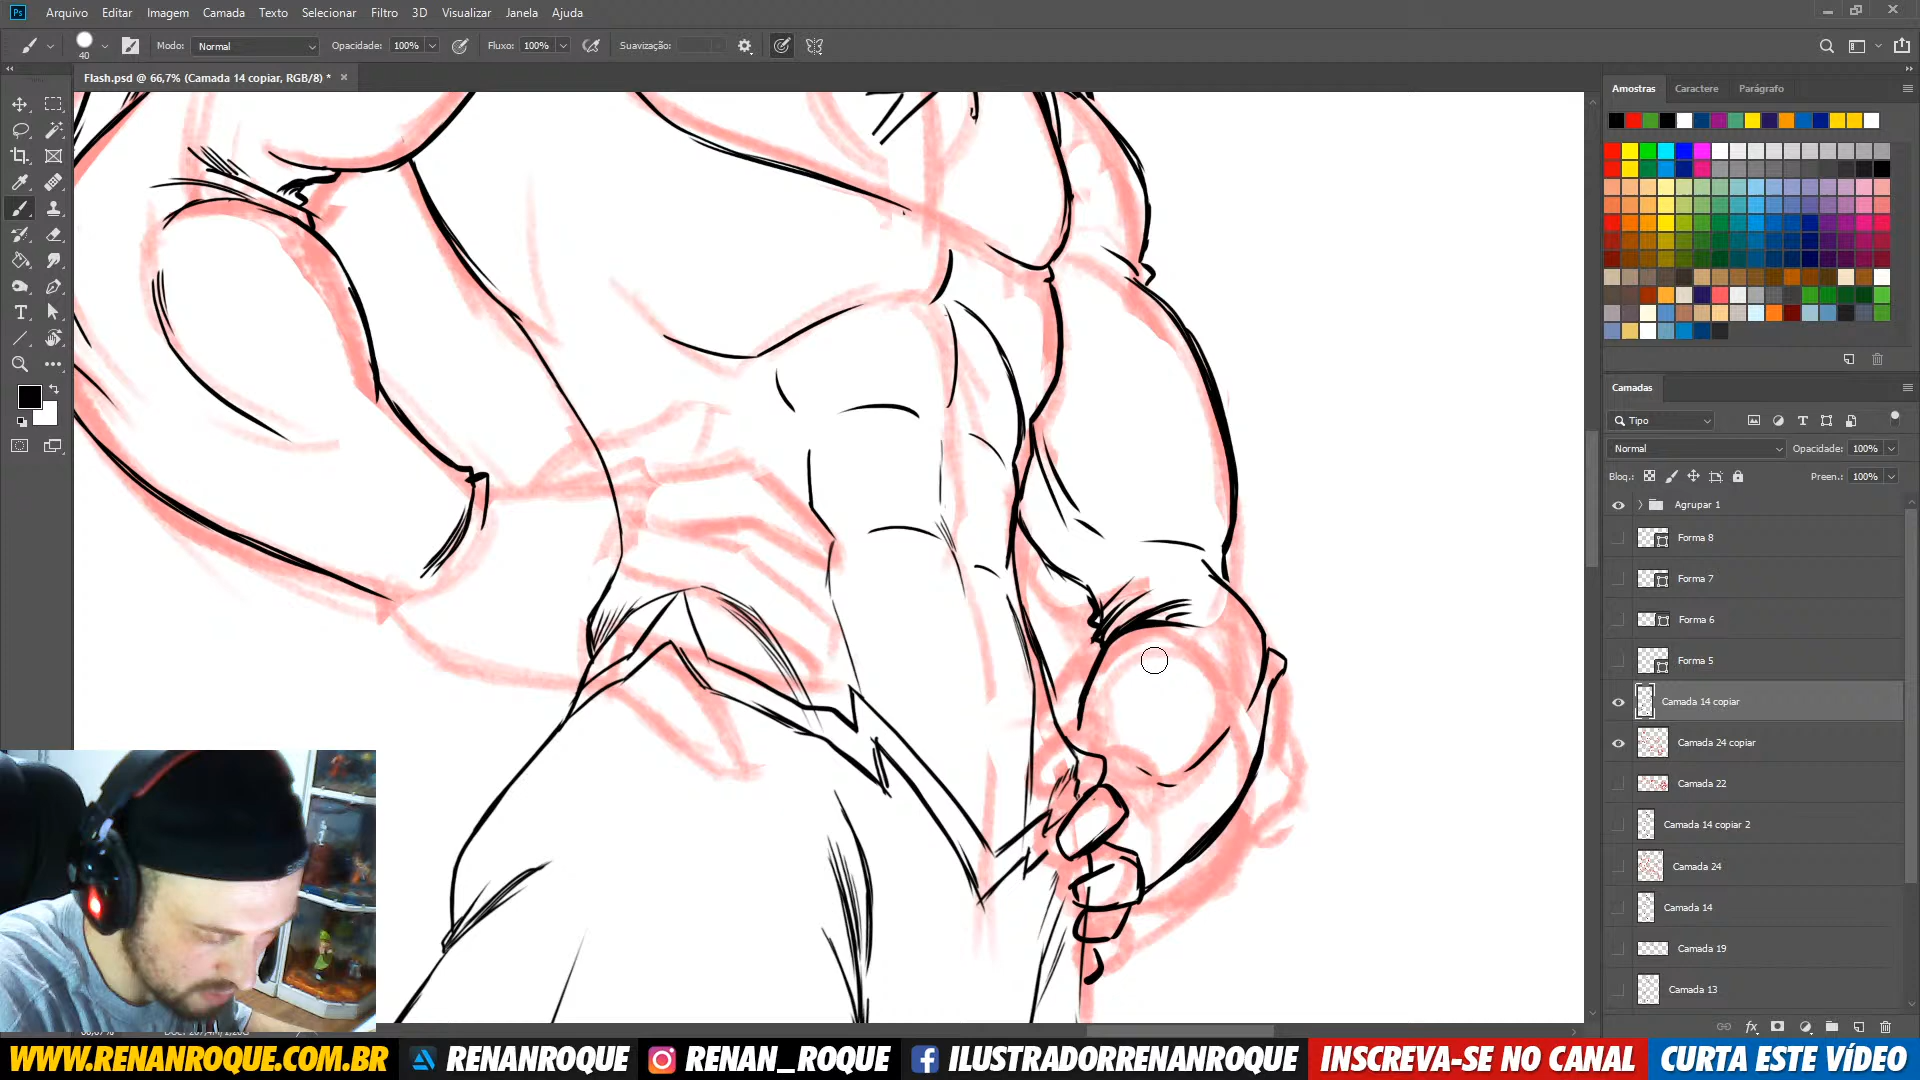 Ps Arquivo Editar Imagem Camada Texto Selecionar Filtro 3D Visualizar Janela Ajuda
40 Modo: Normal Opacidade: 100% Fluxo: 100% Suavização:
Flash.psd @ 66,7% (Camada 14 copiar, RGB/8) *
Amostras Caractere Parágrafo
Camadas
Tipo
Normal Opacidade: 100%
Bloq.: Preen.: 100%
Agrupar 1
Forma 8
Forma 7
Forma 6
Forma 5
Camada 14 copiar
Camada 24 copiar
Camada 22
Camada 14 copiar 2
Camada 24
Camada 14
Camada 19
Camada 13
WWW.RENANROQUE.COM.BR RENANROQUE RENAN_ROQUE ILUSTRADORRENANROQUE INSCREVA-SE NO CANAL CURTA ESTE VÍDEO